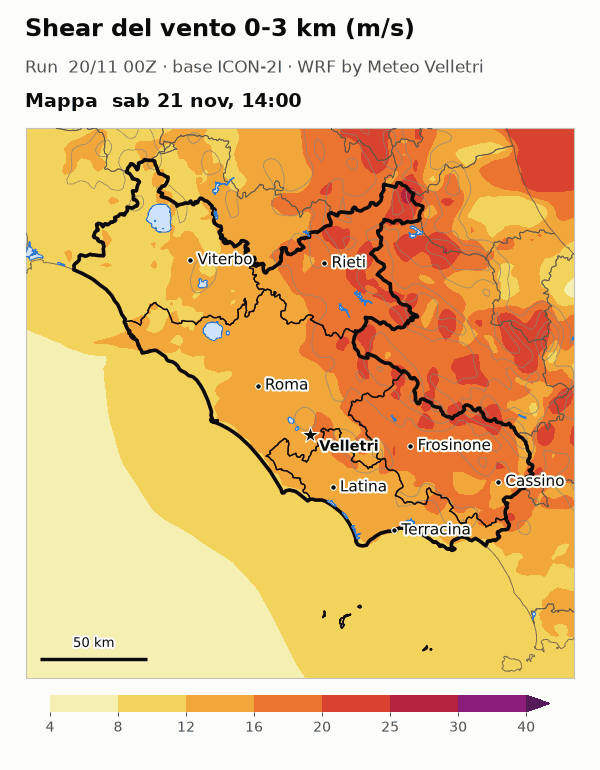 Shear del vento 0-3 km (m/s)
Run  20/11 00Z · base ICON-2I · WRF by Meteo Velletri
Mappa  sab 21 nov, 14:00
Viterbo
Rieti
Roma
Velletri
Frosinone
Latina
Cassino
Terracina
50 km
4 8 12 16 20 25 30 40